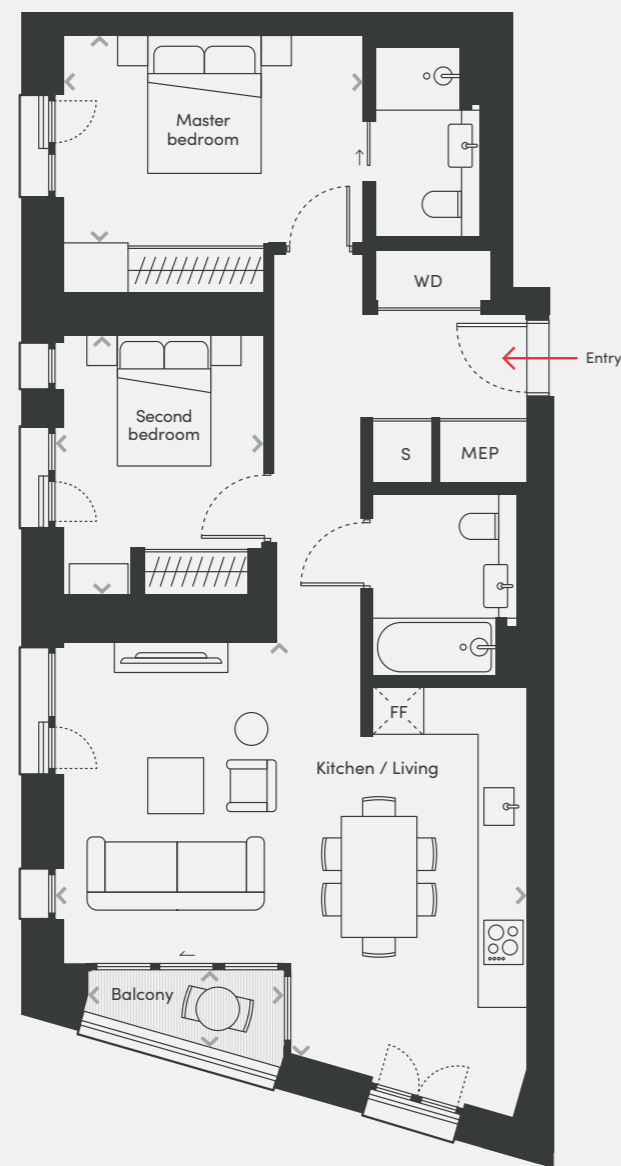 Master
bedroom
WD
Entry
Second
bedroom
S
MEP
FF
Kitchen / Living
Balcony